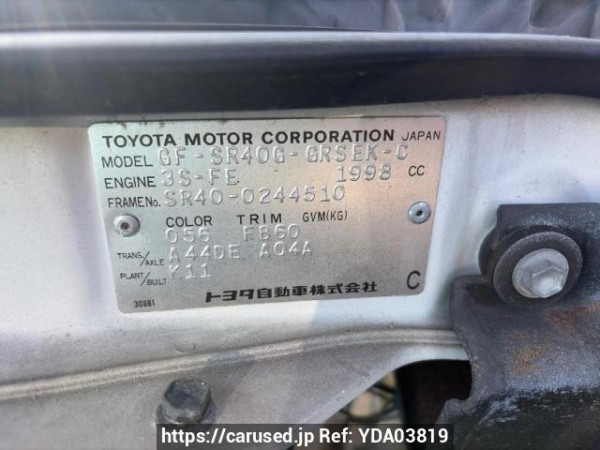 TOYOTA MOTOR CORPORATION JAPAN
MODEL GF-SR40G-GRSEK-C
ENGINE 3S-FE 1998 CC
FRAME No. SR40-0244510
COLOR TRIM GVM(KG)
056 FB60
TRANS./AXLE A44DE A04A
PLANT/BUILT K11
トヨタ自動車株式会社 C
30881
https://carused.jp Ref: YDA03819